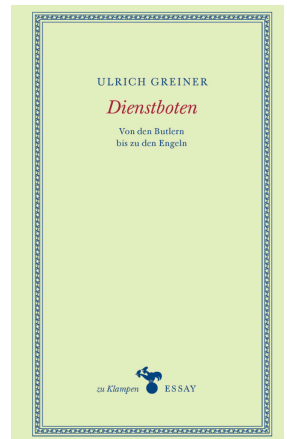 ULRICH GREINER
Dienstboten
Von den Butlern
bis zu den Engeln
zu Klampen ESSAY